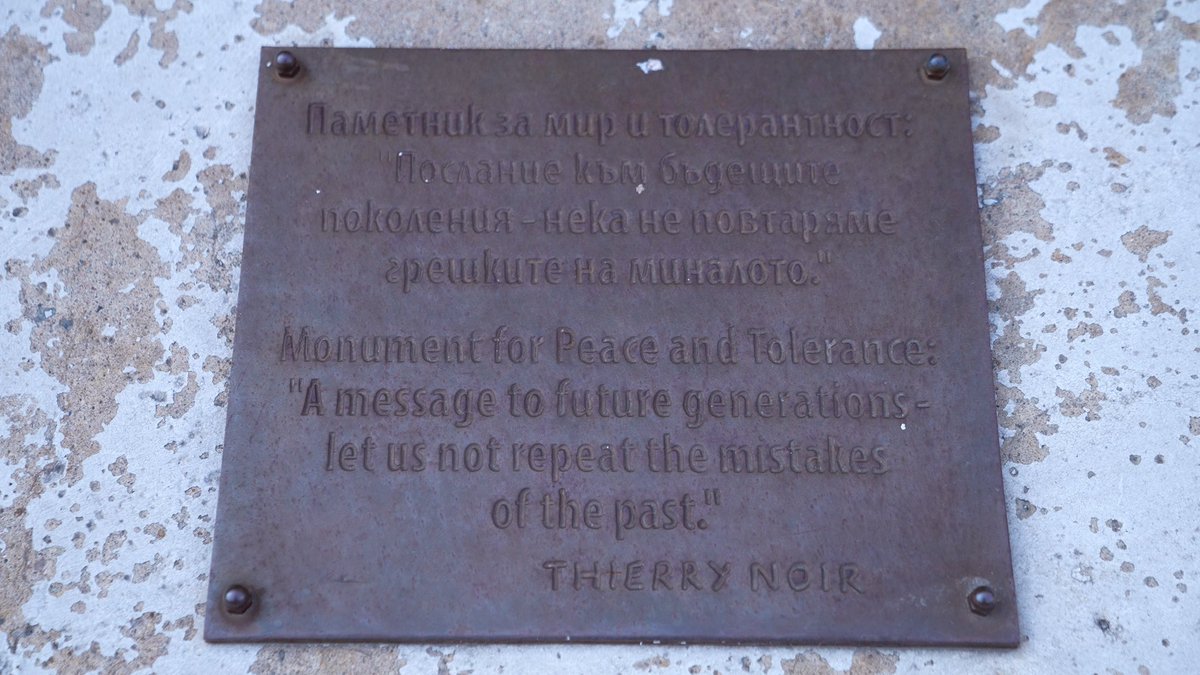 Паметник за мир и толерантност:
"Послание към бъдещите
поколения - нека не повтаряме
грешките на миналото."
Monument for Peace and Tolerance:
"A message to future generations -
let us not repeat the mistakes
of the past."
THIERRY NOIR